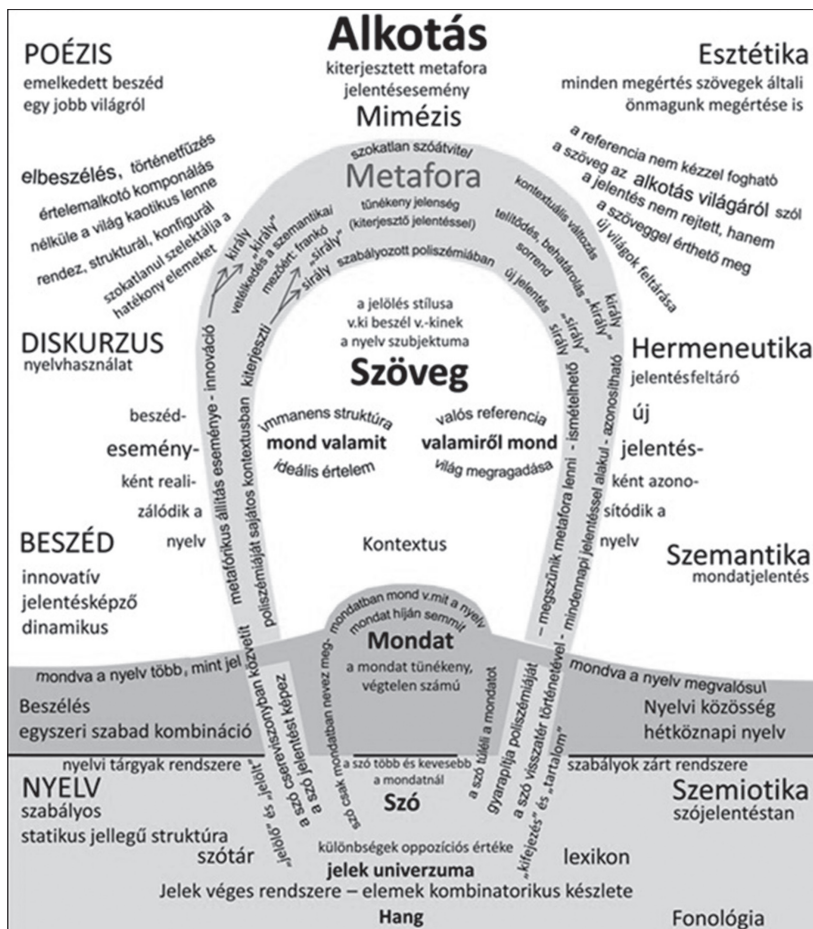 Alkotás
kiterjesztett metafora
jelentésesemény
Mimézis
POÉZIS
emelkedett beszéd
egy jobb világról
Esztétika
minden megértés szövegek általi
önmagunk megértése is
elbeszélés, történetfűzés
értelemalkotó komponálás
nélküle a világ kaotikus lenne
rendez, strukturál, konfigurál
szokatlanul szelektálja a
hatékony elemeket
a referencia nem kézzel fogható
a szöveg az alkotás világáról szól
a jelentés nem rejtett, hanem
a szöveggel érthető meg
új világok feltárása
szokatlan szóátvitel
Metafora
tűnékeny jelenség
(kiterjesztő jelentéssel)
szabályozott poliszémiában
király
„király”
vetélkedés a szemantikai
mezőért: frankó
„sirály”
sirály
kontextuális változás
telítődés, behatárolás
sorrend
új jelentés
király
„király”
„sirály”
sirály
a jelölés stílusa
v.ki beszél v.-kinek
a nyelv szubjektuma
Szöveg
immanens struktúra
mond valamit
ideális értelem
valós referencia
valamiről mond
világ megragadása
Kontextus
DISKURZUS
nyelvhasználat
beszéd-
esemény-
ként reali-
zálódik a
nyelv
BESZÉD
innovatív
jelentésképző
dinamikus
Hermeneutika
jelentésfeltáró
új
jelentés-
ként azono-
sítódik a
nyelv
Szemantika
mondatjelentés
metafórikus állítás eseménye - innováció
poliszémiáját sajátos kontextusban kiterjeszti
– megszűnik metafora lenni - ismételhető
mindennapi jelentéssel alakul - azonosítható
mondatban mond v.mit a nyelv
mondat híján semmit
Mondat
a mondat tűnékeny,
végtelen számú
mondva a nyelv több, mint jel
közvetít
Beszélés
egyszeri szabad kombináció
mondva a nyelv megvalósul
Nyelvi közösség
hétköznapi nyelv
„jelölő” és „jelölt”
a szó csereviszonyban
a szó jelentést képez
szó csak mondatban nevez meg-
a szó túléli a mondatot
gyarapítja poliszémiáját
a szó visszatér történetével -
„kifejezés” és „tartalom”
nyelvi tárgyak rendszere
a szó több és kevesebb
a mondatnál
szabályok zárt rendszere
NYELV
szabályos
statikus jellegű struktúra
szótár
Szó
különbségek oppozíciós értéke
jelek univerzuma
Szemiotika
szójelentéstan
lexikon
Jelek véges rendszere – elemek kombinatorikus készlete
Hang
Fonológia